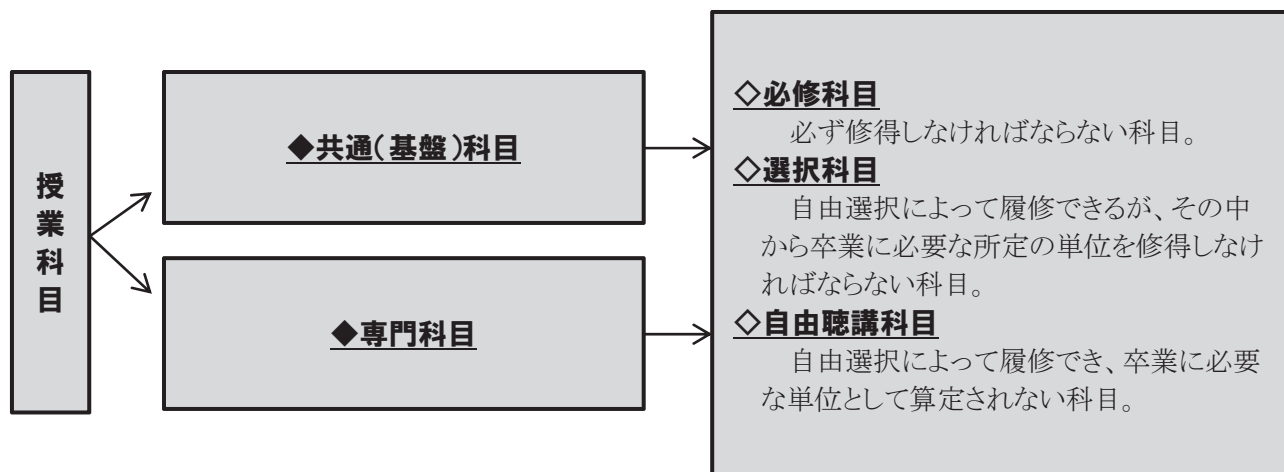 授業科目
◆共通(基盤)科目
◆専門科目
◇必修科目
必ず修得しなければならない科目。
◇選択科目
自由選択によって履修できるが、その中
から卒業に必要な所定の単位を修得しなけ
ればならない科目。
◇自由聴講科目
自由選択によって履修でき、卒業に必要
な単位として算定されない科目。